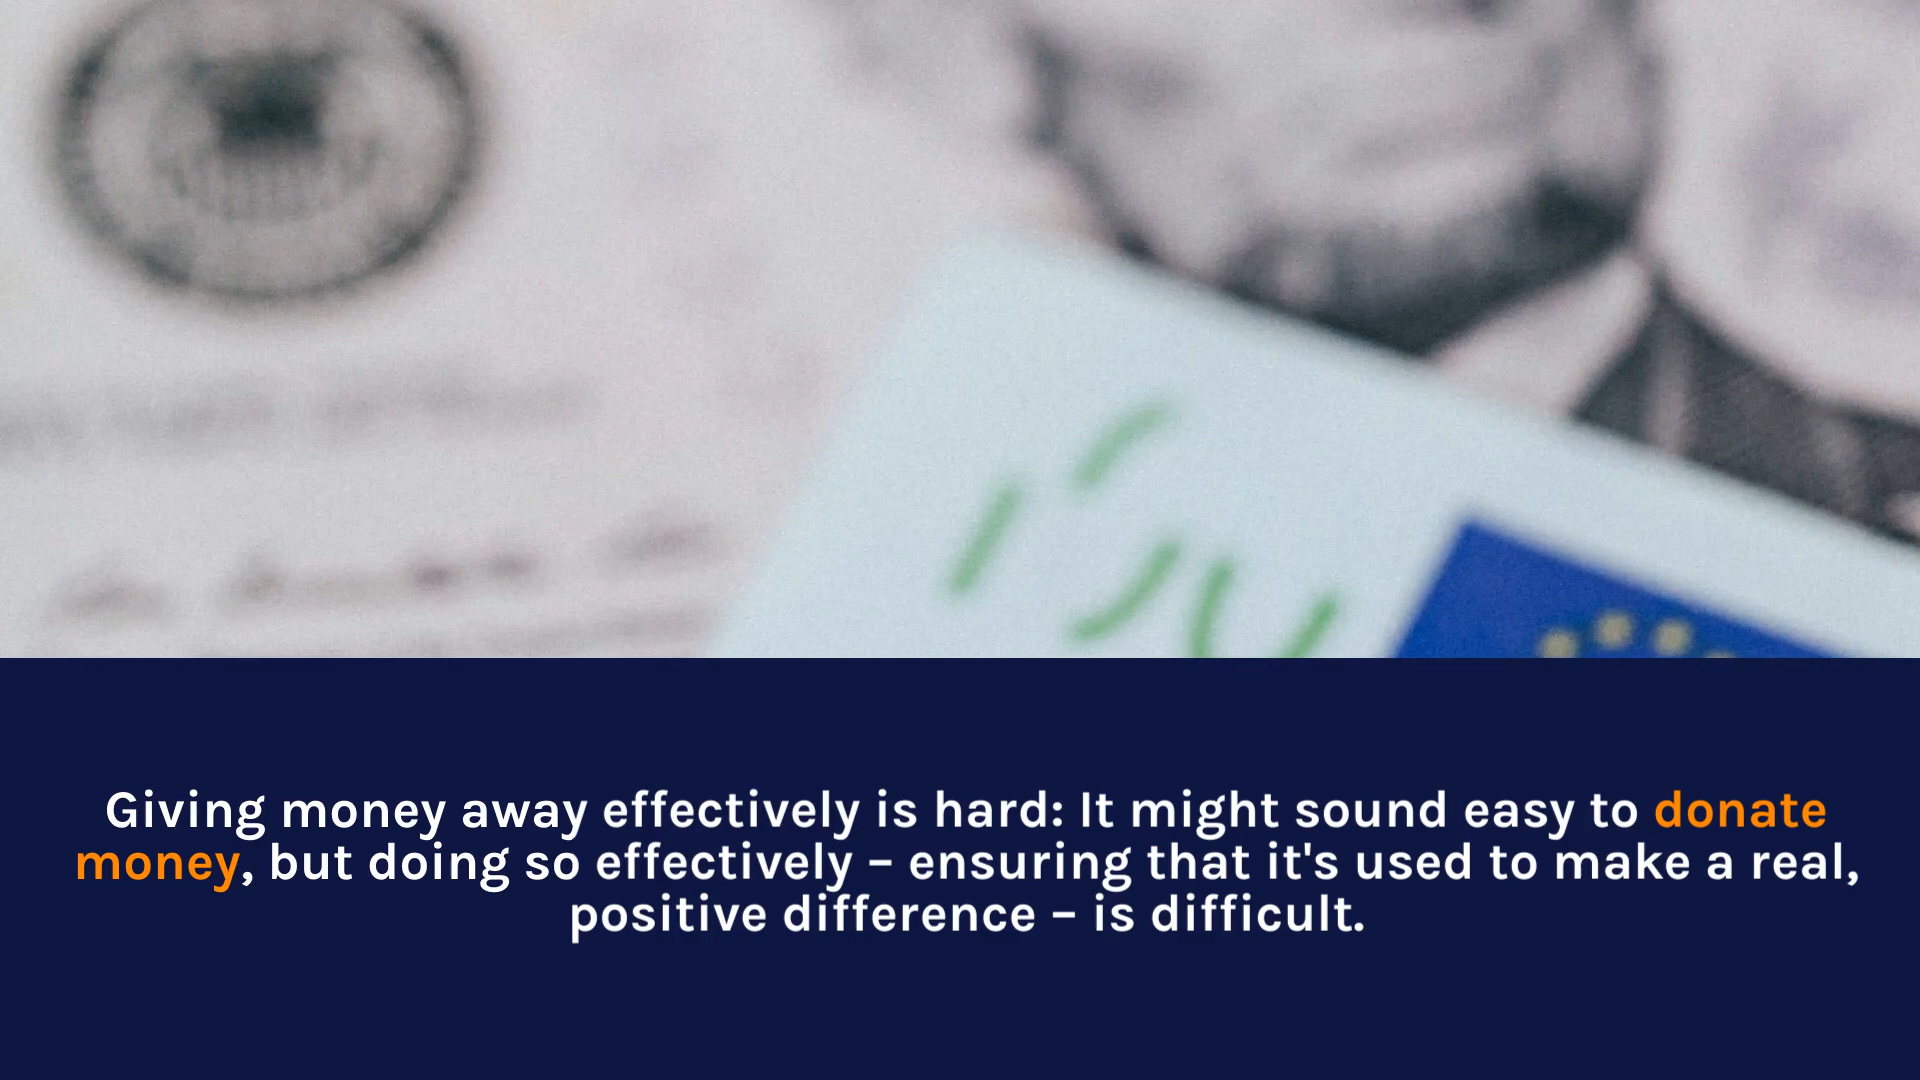 Giving money away effectively is hard: It might sound easy to donate
money, but doing so effectively – ensuring that it's used to make a real,
positive difference – is difficult.